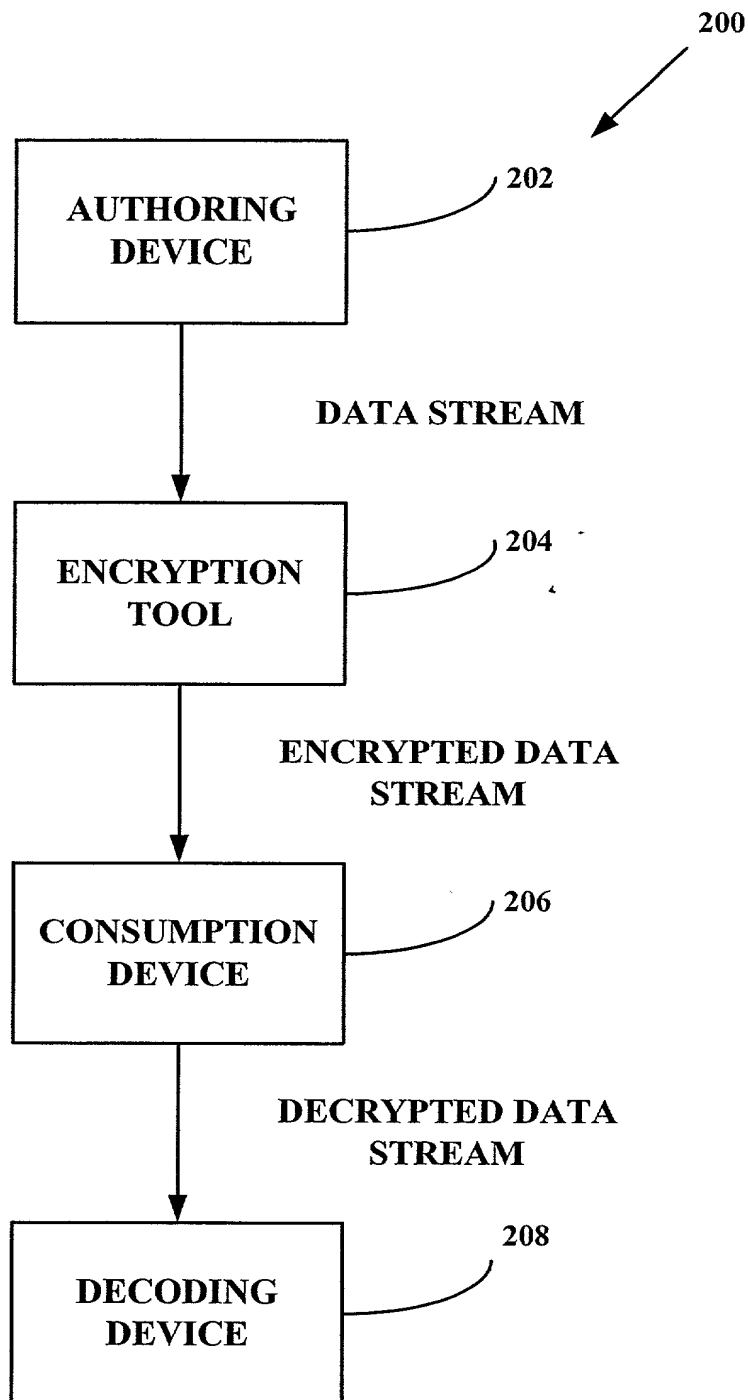 200
AUTHORING
DEVICE
202
DATA STREAM
ENCRYPTION
TOOL
204
ENCRYPTED DATA
STREAM
CONSUMPTION
DEVICE
206
DECRYPTED DATA
STREAM
DECODING
DEVICE
208